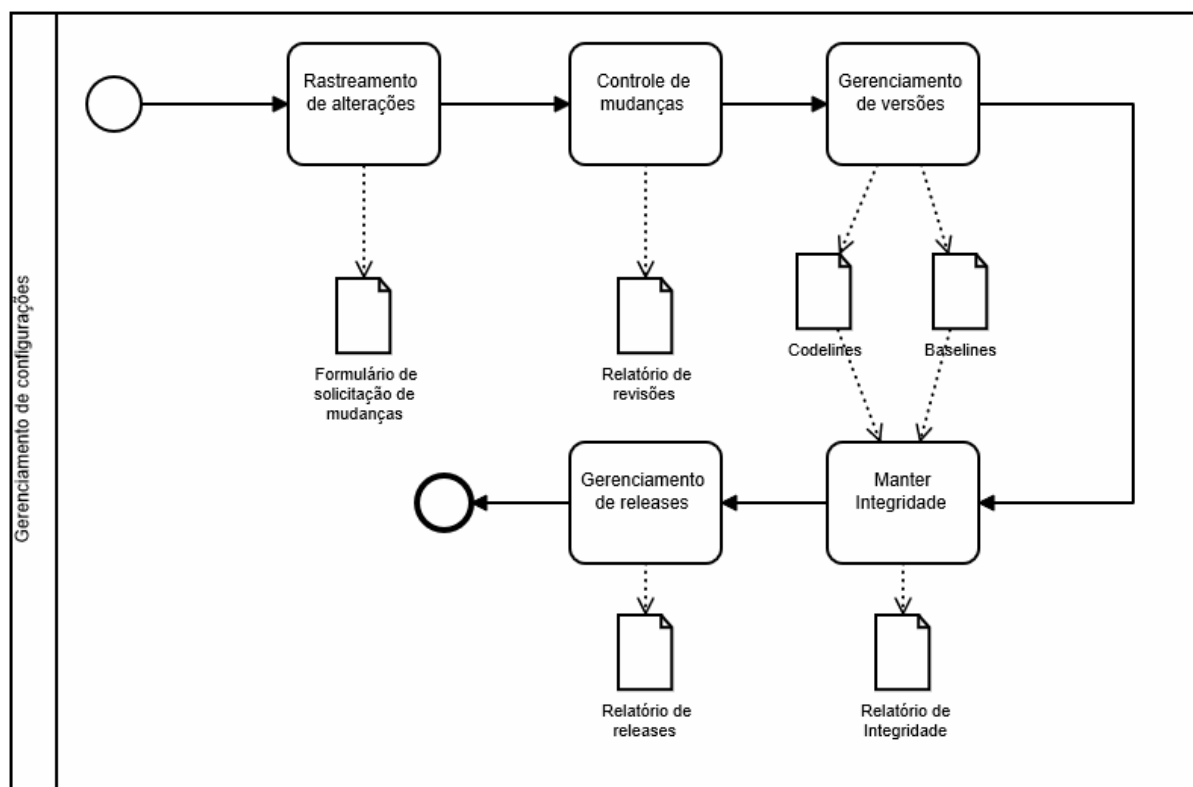 Gerenciamento de configurações
Rastreamento
de alterações
Controle de
mudanças
Gerenciamento
de versões
Formulário de
solicitação de
mudanças
Relatório de
revisões
Codelines
Baselines
Gerenciamento
de releases
Manter
Integridade
Relatório de
releases
Relatório de
Integridade